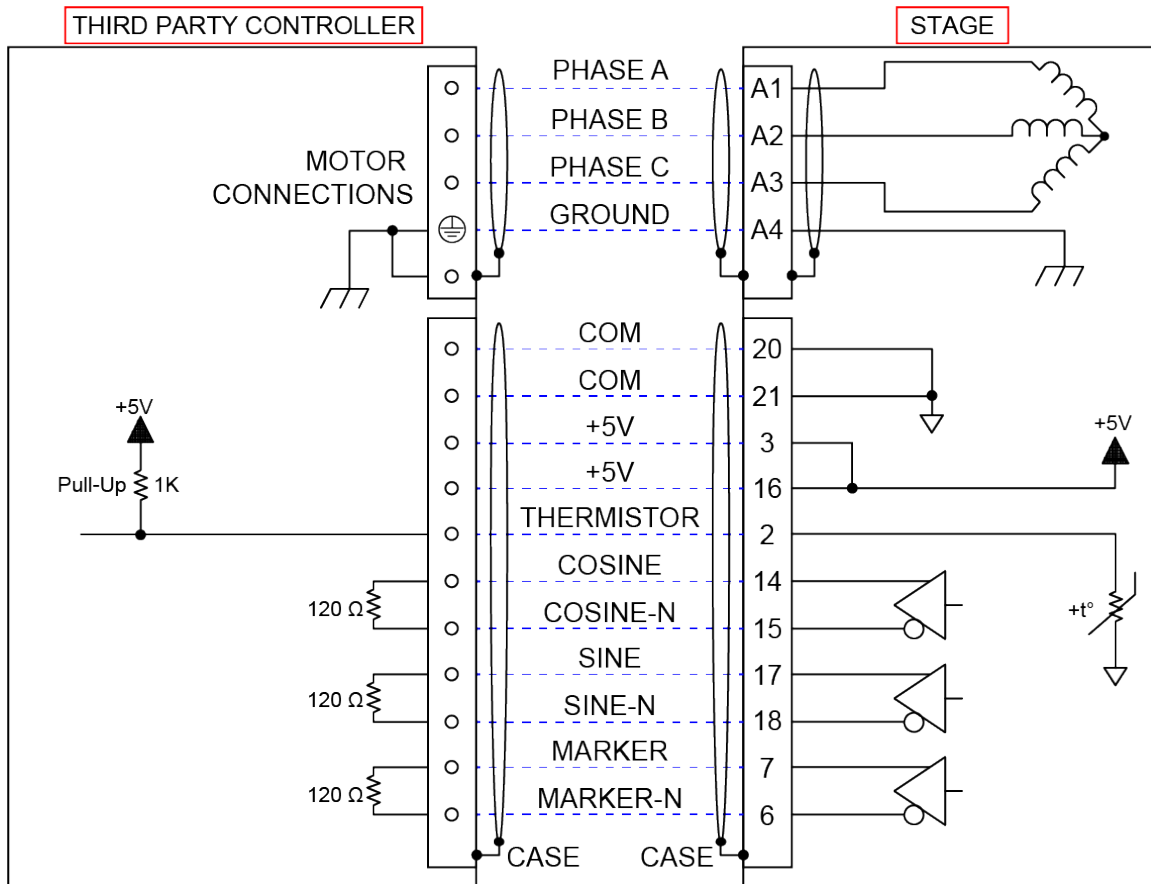 THIRD PARTY CONTROLLER
STAGE
PHASE A
A1
PHASE B
A2
MOTOR
CONNECTIONS
PHASE C
A3
GROUND
A4
COM
20
COM
21
+5V
+5V
3
+5V
+5V
16
Pull-Up 1K
THERMISTOR
2
COSINE
14
120 Ω
COSINE-N
15
+t°
SINE
17
120 Ω
SINE-N
18
MARKER
7
120 Ω
MARKER-N
6
CASE
CASE